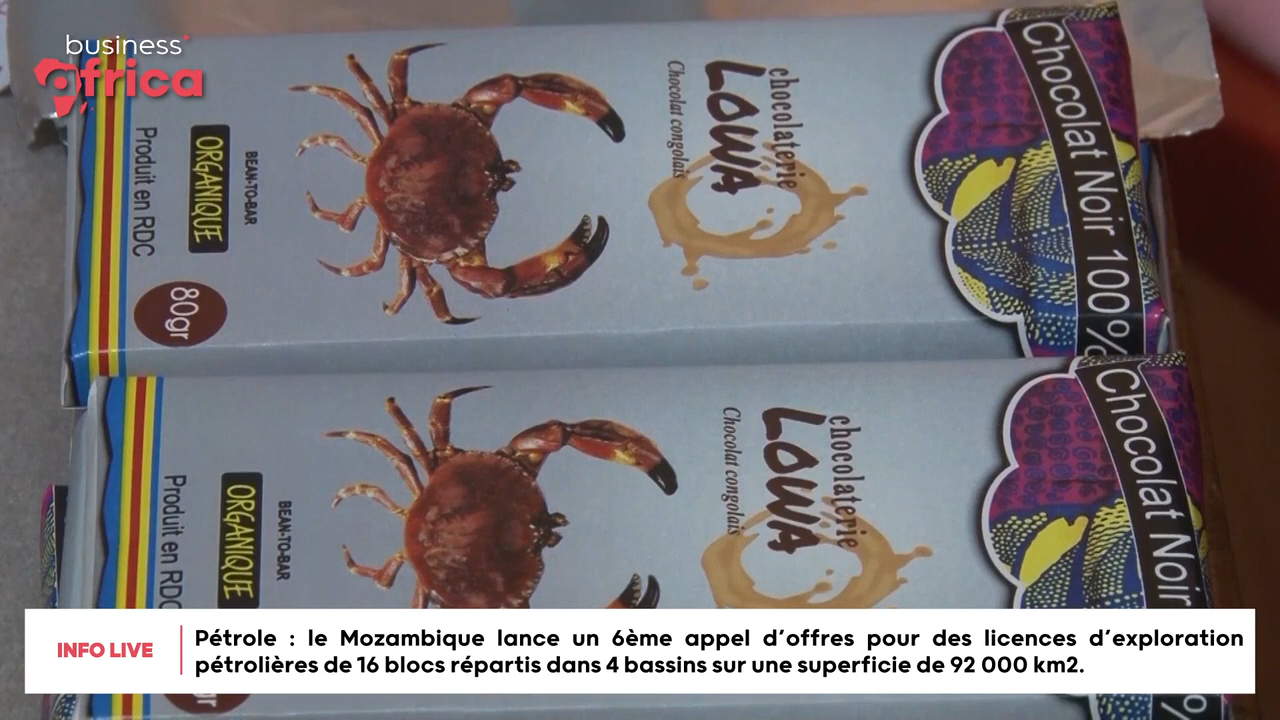 business
africa
Chocolat Noir 100%
chocolaterie
LOWA
Chocolat congolais
BEAN-TO-BAR
ORGANIQUE
Produit en RDC
80gr
Chocolat Noir
%
chocolaterie
LOWA
Chocolat congolais
BEAN-TO-BAR
ORGANIQUE
Produit en RDC
gr
INFO LIVE
Pétrole : le Mozambique lance un 6ème appel d'offres pour des licences d'exploration
pétrolières de 16 blocs répartis dans 4 bassins sur une superficie de 92 000 km2.